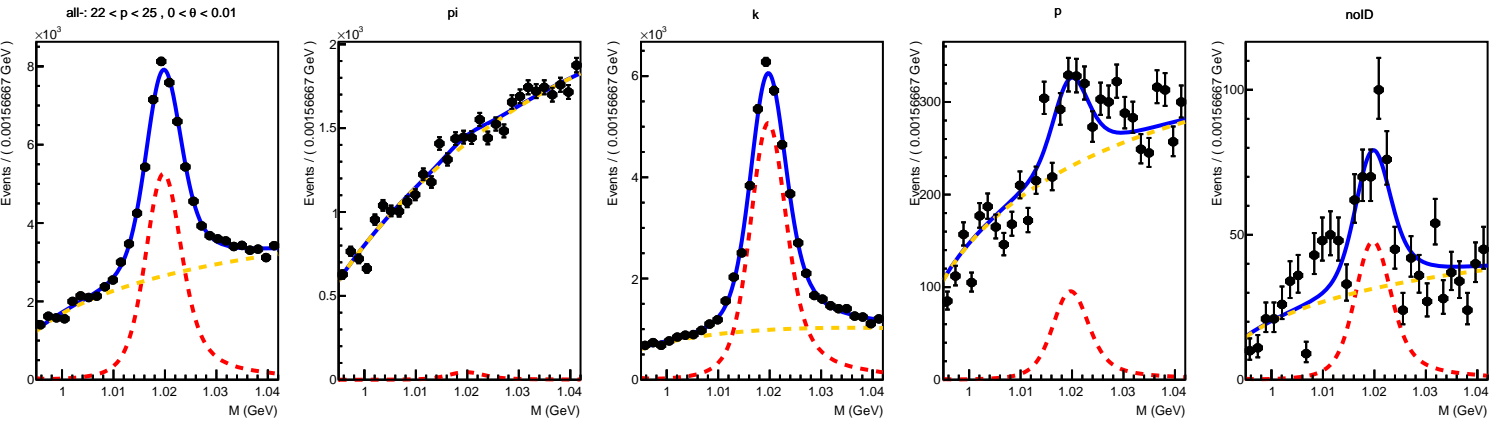 all-: 22 < p < 25 , 0 < θ < 0.01
pi
k
p
noID
×10³
×10³
×10³
Events / ( 0.00156667 GeV )
Events / ( 0.00156667 GeV )
Events / ( 0.00156667 GeV )
Events / ( 0.00156667 GeV )
Events / ( 0.00156667 GeV )
8
6
4
2
0
2
1.5
1
0.5
0
6
4
2
0
300
200
100
0
100
50
0
1 1.01 1.02 1.03 1.04
1 1.01 1.02 1.03 1.04
1 1.01 1.02 1.03 1.04
1 1.01 1.02 1.03 1.04
1 1.01 1.02 1.03 1.04
M (GeV)
M (GeV)
M (GeV)
M (GeV)
M (GeV)